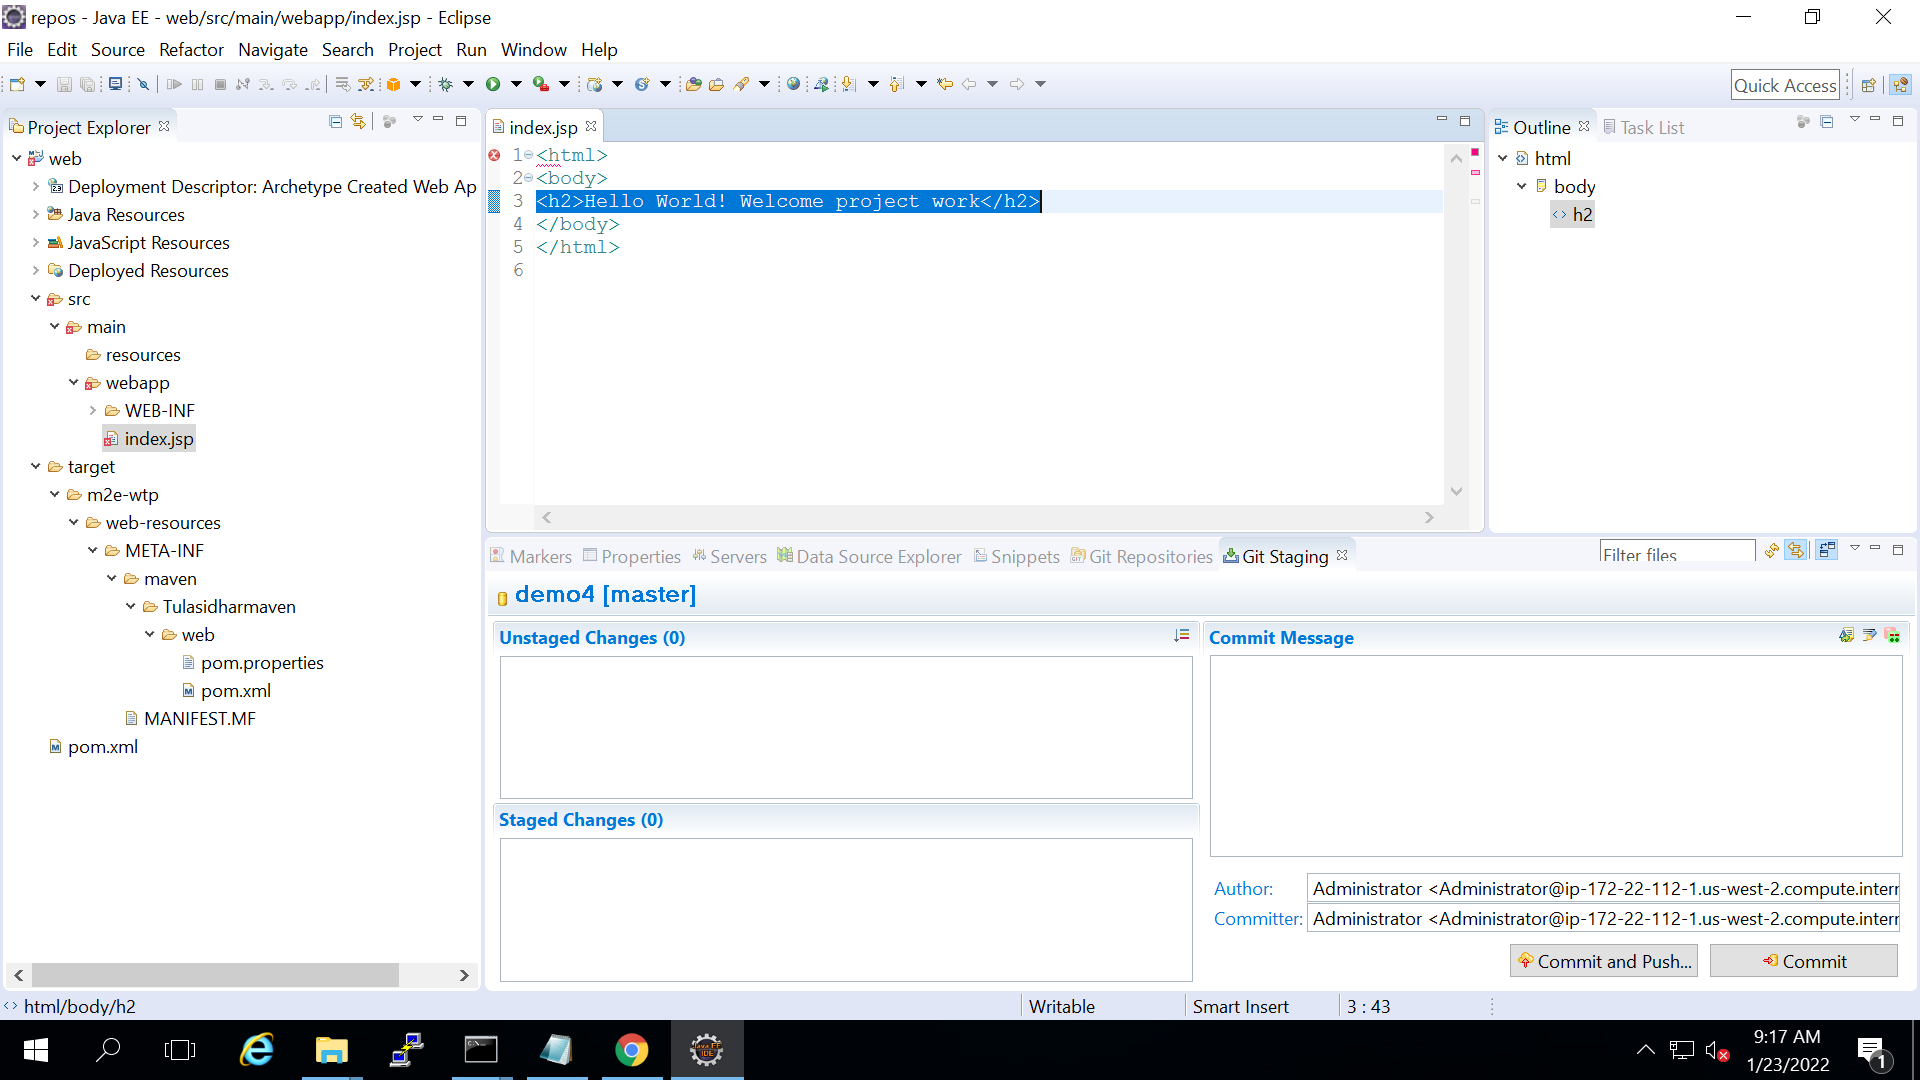 repos - Java EE - web/src/main/webapp/index.jsp - Eclipse
File Edit Source Refactor Navigate Search Project Run Window Help
Quick Access
Project Explorer
web
Deployment Descriptor: Archetype Created Web Ap
Java Resources
JavaScript Resources
Deployed Resources
src
main
resources
webapp
WEB-INF
index.jsp
target
m2e-wtp
web-resources
META-INF
maven
Tulasidharmaven
web
pom.properties
pom.xml
MANIFEST.MF
pom.xml
index.jsp
1 <html>
2 <body>
3 <h2>Hello World! Welcome project work</h2>
4 </body>
5 </html>
6
Outline Task List
html
body
h2
Markers Properties Servers Data Source Explorer Snippets Git Repositories Git Staging
Filter files
demo4 [master]
Unstaged Changes (0)
Staged Changes (0)
Commit Message
Author: Administrator <Administrator@ip-172-22-112-1.us-west-2.compute.intern
Committer: Administrator <Administrator@ip-172-22-112-1.us-west-2.compute.intern
Commit and Push... Commit
html/body/h2 Writable Smart Insert 3 : 43
9:17 AM
1/23/2022
1